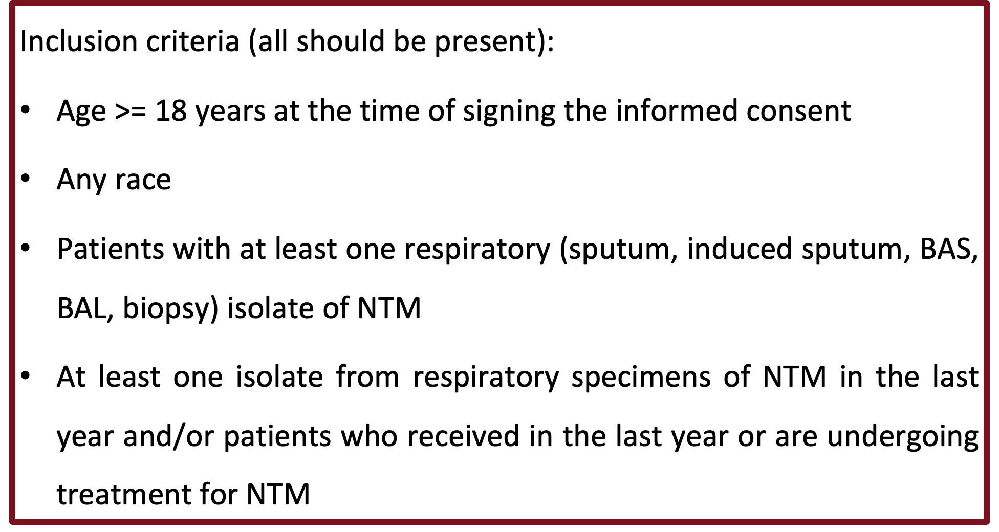 Inclusion criteria (all should be present):
• Age >= 18 years at the time of signing the informed consent
• Any race
• Patients with at least one respiratory (sputum, induced sputum, BAS,
BAL, biopsy) isolate of NTM
• At least one isolate from respiratory specimens of NTM in the last
year and/or patients who received in the last year or are undergoing
treatment for NTM